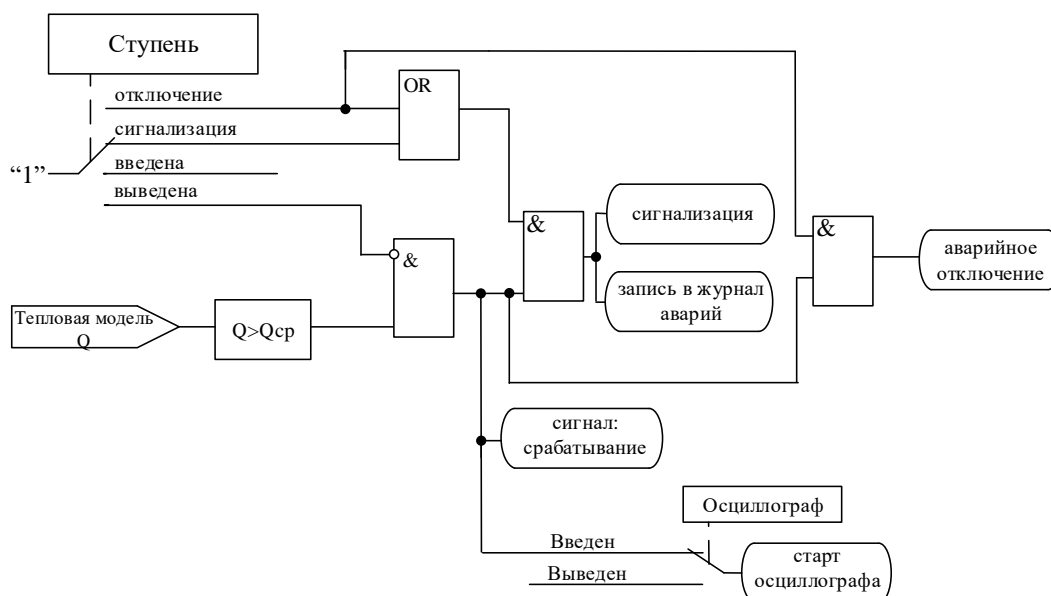 Ступень
отключение
OR
сигнализация
“1”
введена
выведена
&
сигнализация
&
аварийное
отключение
&
запись в журнал
аварий
Тепловая модель
Q
Q>Qср
сигнал:
срабатывание
Осциллограф
Введен
Выведен
старт
осциллографа